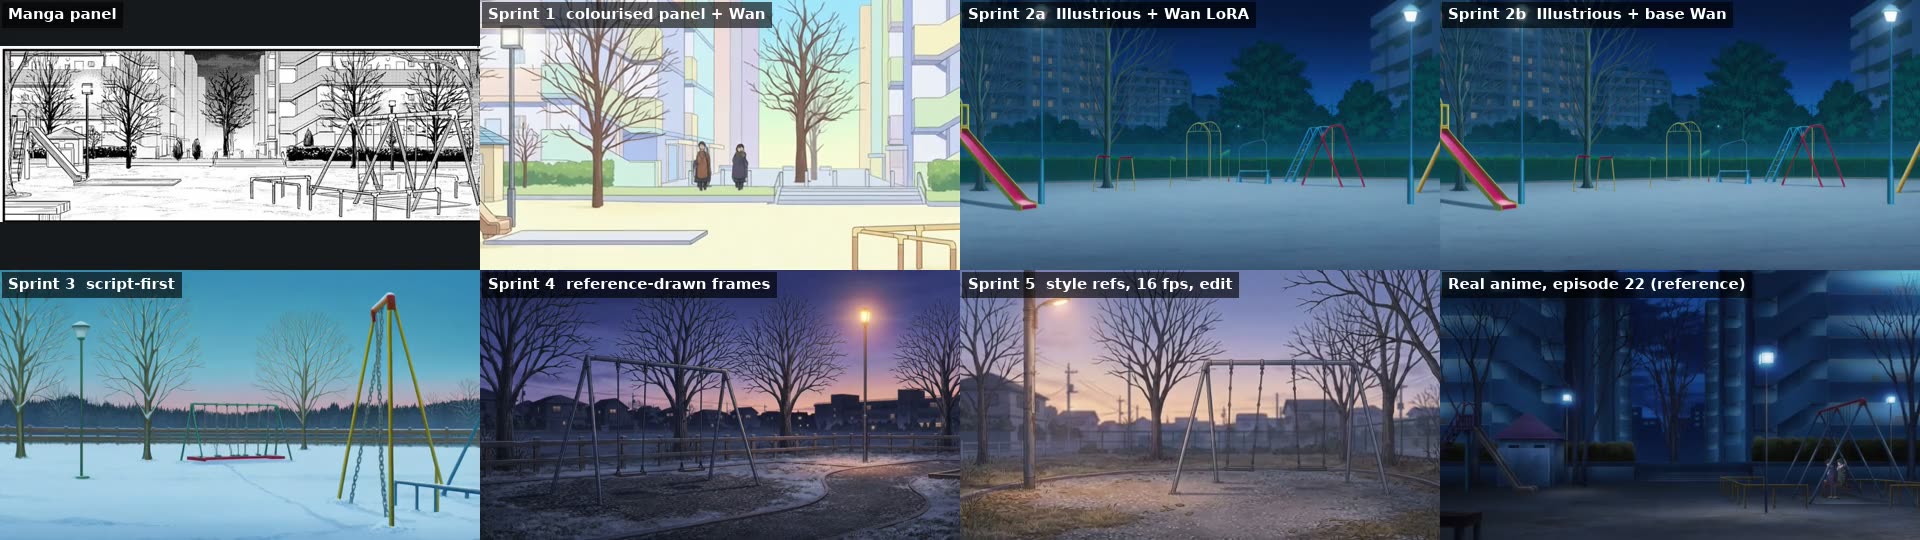 Manga panel
Sprint 1  colourised panel + Wan
Sprint 2a  Illustrious + Wan LoRA
Sprint 2b  Illustrious + base Wan
Sprint 3  script-first
Sprint 4  reference-drawn frames
Sprint 5  style refs, 16 fps, edit
Real anime, episode 22 (reference)